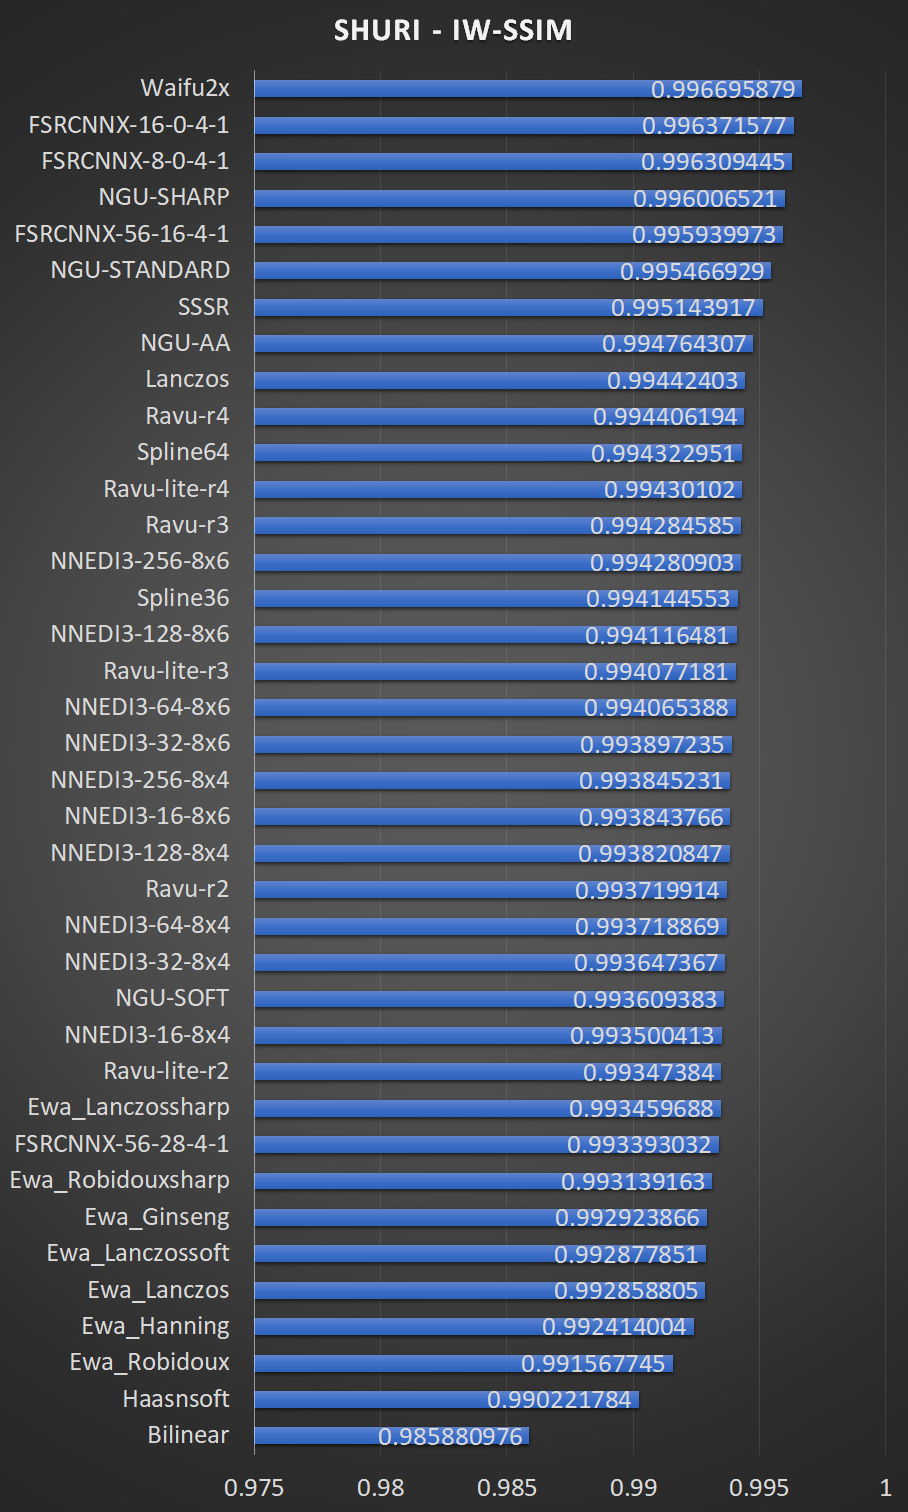 SHURI - IW-SSIM
Waifu2x 0.996695879
FSRCNNX-16-0-4-1 0.996371577
FSRCNNX-8-0-4-1 0.996309445
NGU-SHARP 0.996006521
FSRCNNX-56-16-4-1 0.995939973
NGU-STANDARD 0.995466929
SSSR 0.995143917
NGU-AA 0.994764307
Lanczos 0.99442403
Ravu-r4 0.994406194
Spline64 0.994322951
Ravu-lite-r4 0.99430102
Ravu-r3 0.994284585
NNEDI3-256-8x6 0.994280903
Spline36 0.994144553
NNEDI3-128-8x6 0.994116481
Ravu-lite-r3 0.994077181
NNEDI3-64-8x6 0.994065388
NNEDI3-32-8x6 0.993897235
NNEDI3-256-8x4 0.993845231
NNEDI3-16-8x6 0.993843766
NNEDI3-128-8x4 0.993820847
Ravu-r2 0.993719914
NNEDI3-64-8x4 0.993718869
NNEDI3-32-8x4 0.993647367
NGU-SOFT 0.993609383
NNEDI3-16-8x4 0.993500413
Ravu-lite-r2 0.99347384
Ewa_Lanczossharp 0.993459688
FSRCNNX-56-28-4-1 0.993393032
Ewa_Robidouxsharp 0.993139163
Ewa_Ginseng 0.992923866
Ewa_Lanczossoft 0.992877851
Ewa_Lanczos 0.992858805
Ewa_Hanning 0.992414004
Ewa_Robidoux 0.991567745
Haasnsoft 0.990221784
Bilinear 0.985880976
0.975 0.98 0.985 0.99 0.995 1